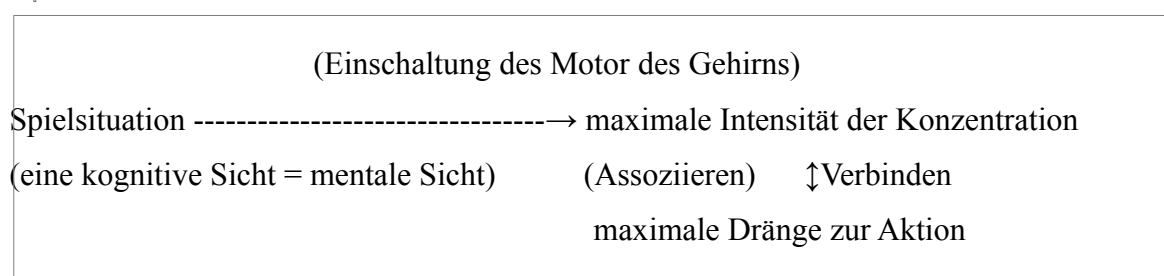 (Einschaltung des Motor des Gehirns)
Spielsituation ---------------------------------→ maximale Intensität der Konzentration
(eine kognitive Sicht = mentale Sicht) (Assoziieren) ↕Verbinden
maximale Dränge zur Aktion